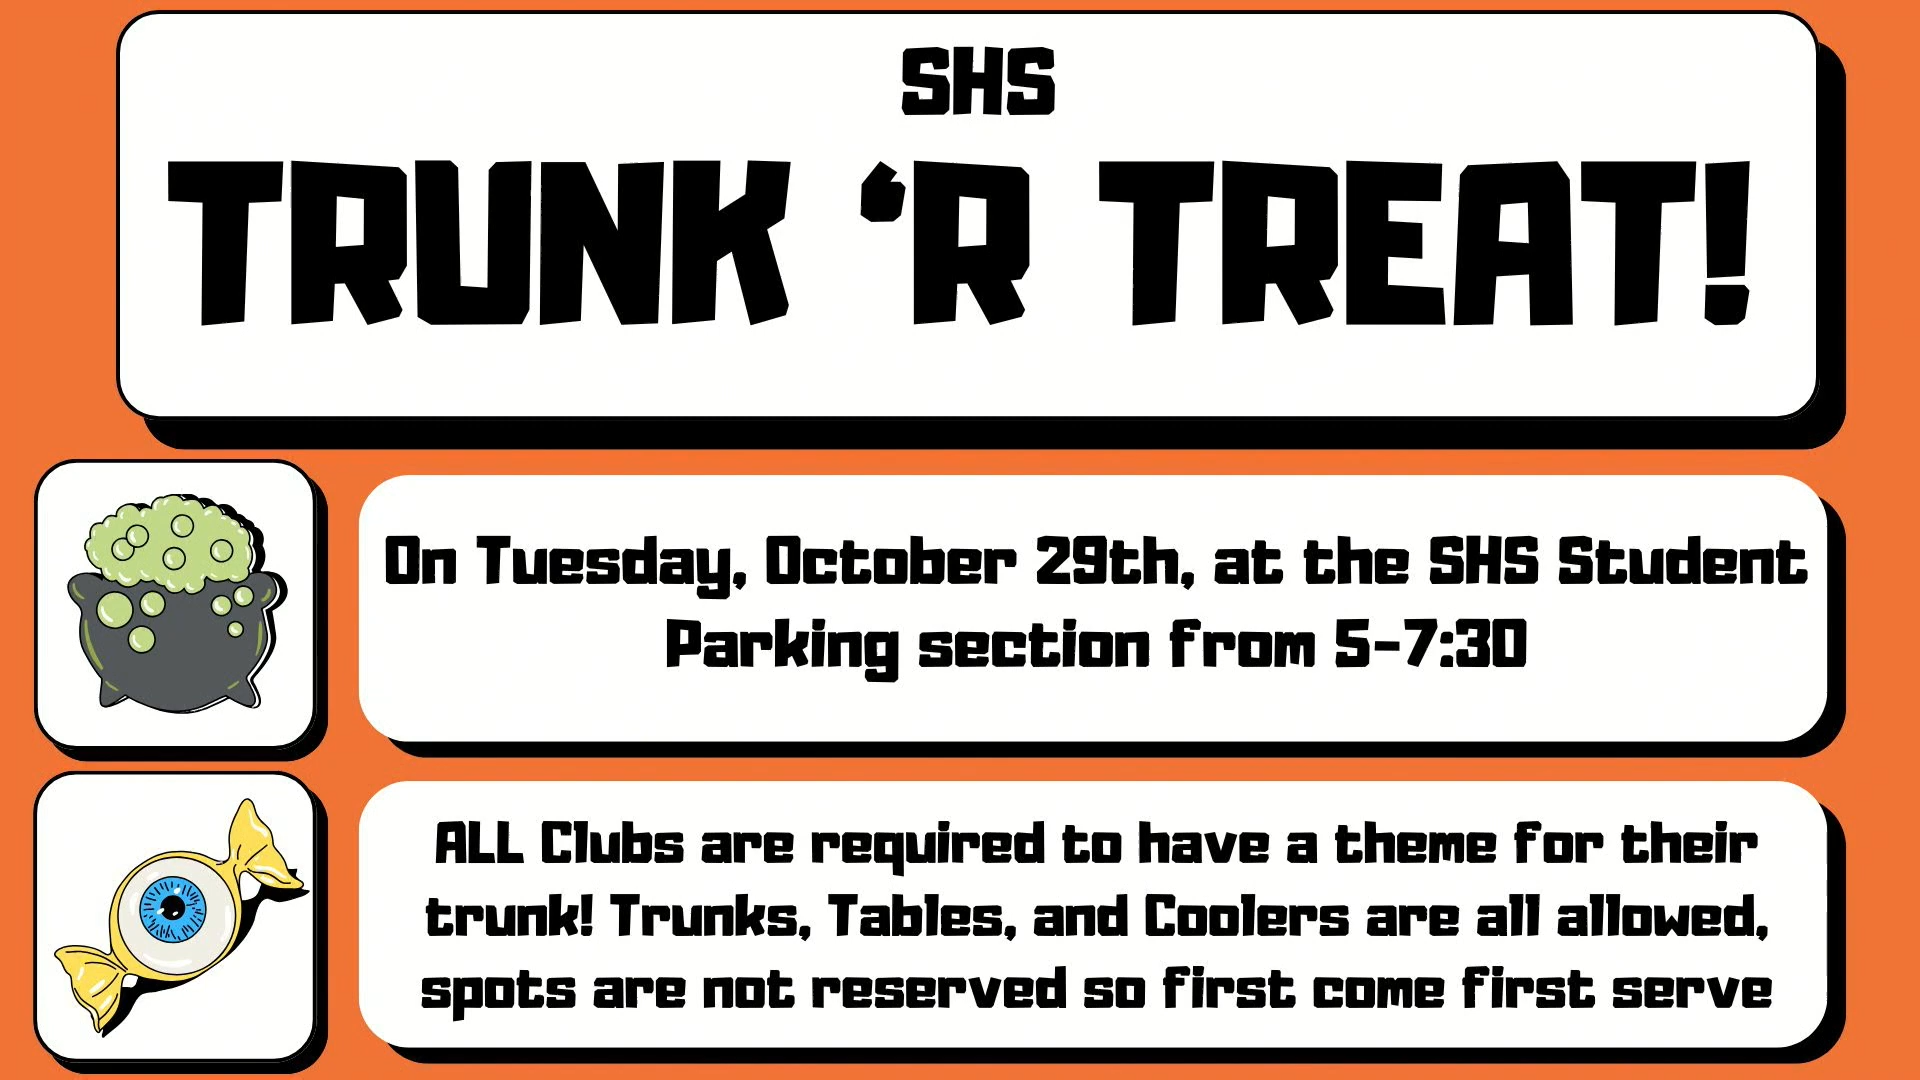 SHS
TRUNK ‘R TREAT!
On Tuesday, October 29th, at the SHS Student
Parking section from 5-7:30
ALL Clubs are required to have a theme for their
trunk! Trunks, Tables, and Coolers are all allowed,
spots are not reserved so first come first serve